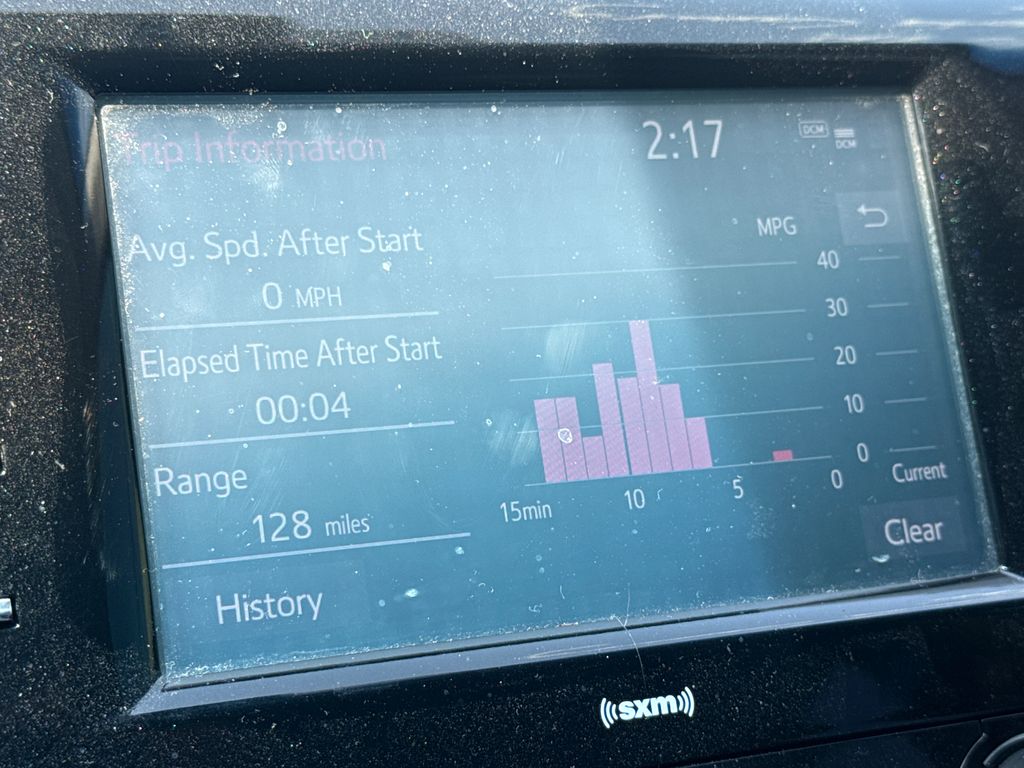 Trip Information
2:17
DCM
DCM
Avg. Spd. After Start
0 MPH
Elapsed Time After Start
00:04
Range
128 miles
History
MPG
40
30
20
10
0
15min 10 5 0
Current
Clear
sxm